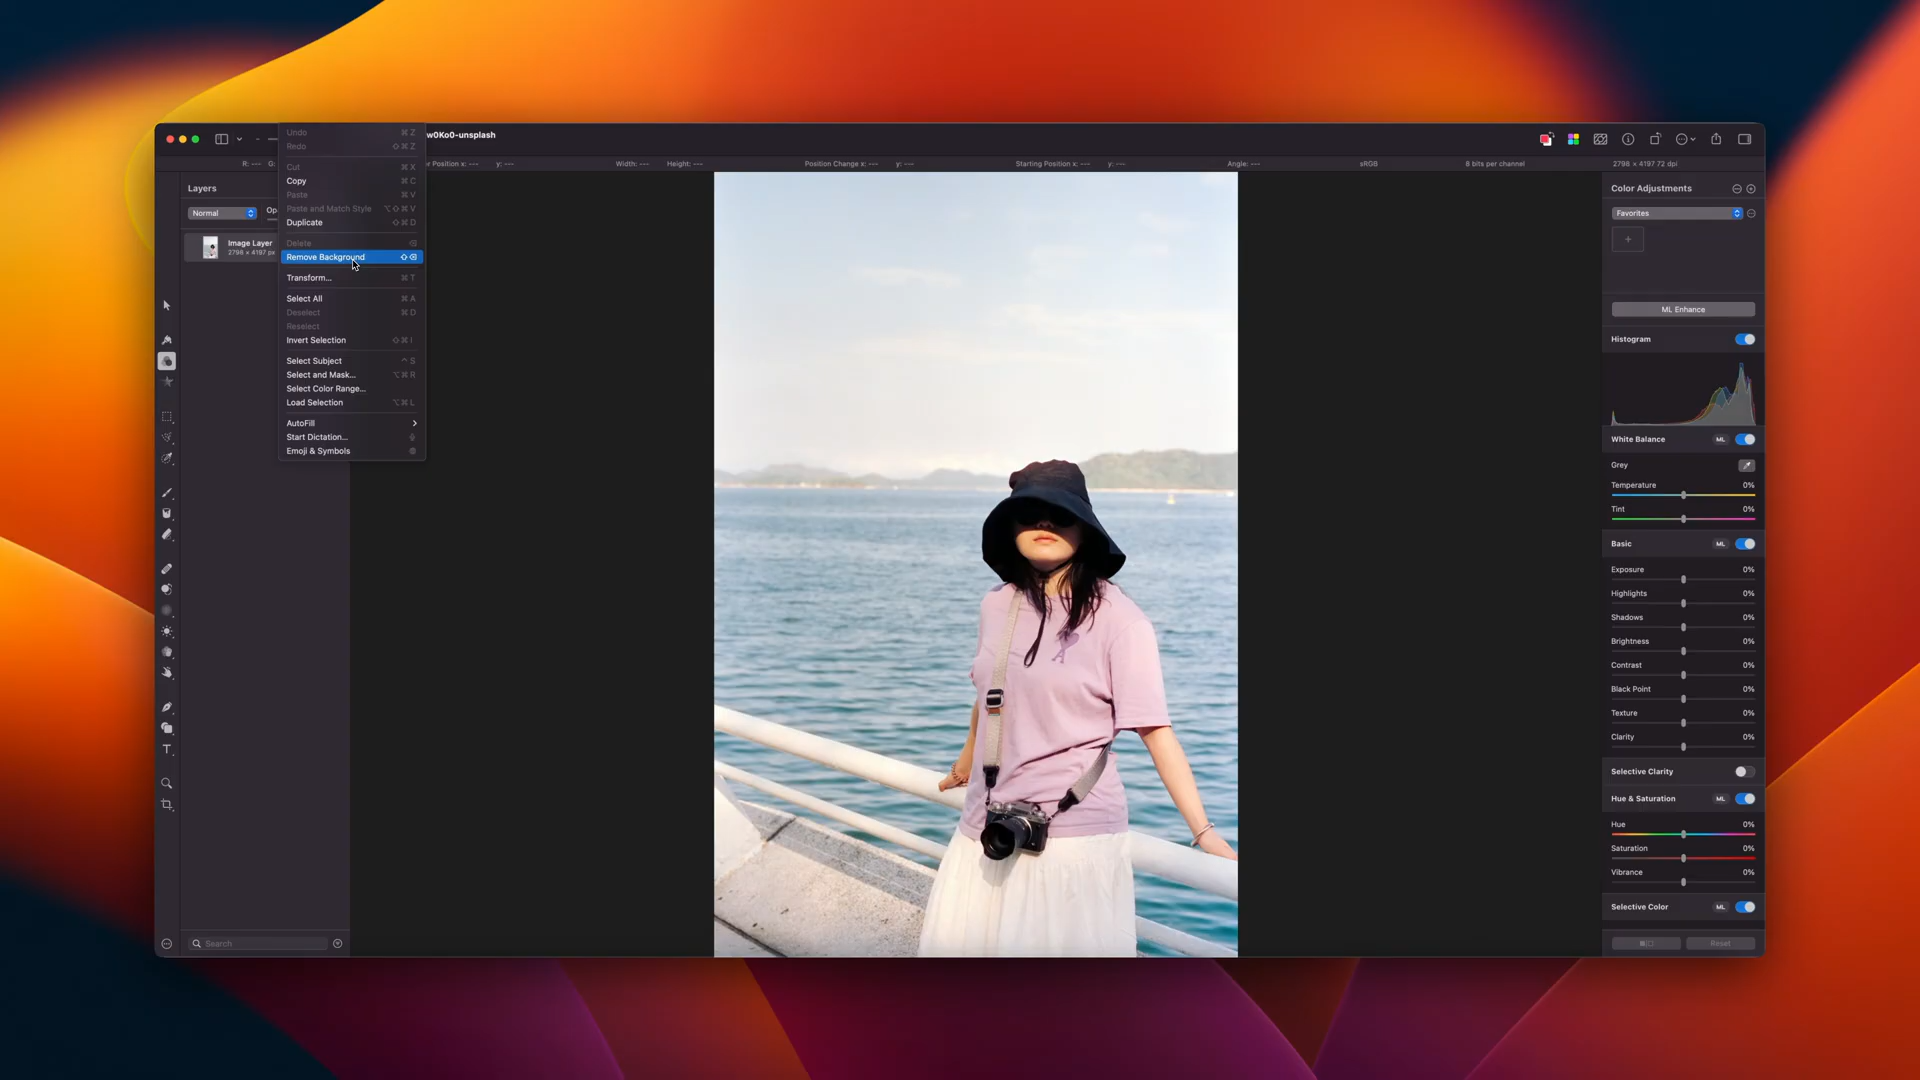 w0Ko0-unsplash
R: --- G:
or Position x: --- y: --- Width: --- Height: --- Position Change x: --- y: --- Starting Position x: --- y: --- Angle: --- sRGB 8 bits per channel 2798 × 4197 72 dpi
Layers
Normal
Ope
Image Layer
2798 × 4197 px
Undo ⌘ Z
Redo ⇧ ⌘ Z
Cut ⌘ X
Copy ⌘ C
Paste ⌘ V
Paste and Match Style ⌥ ⇧ ⌘ V
Duplicate ⇧ ⌘ D
Delete ⌫
Remove Background ⇧ ⌫
Transform... ⌘ T
Select All ⌘ A
Deselect ⌘ D
Reselect
Invert Selection ⇧ ⌘ I
Select Subject ⌃ S
Select and Mask... ⌥ ⌘ R
Select Color Range...
Load Selection ⌥ ⌘ L
AutoFill
Start Dictation...
Emoji & Symbols
Search
Color Adjustments
Favorites
ML Enhance
Histogram
White Balance ML
Grey
Temperature 0%
Tint 0%
Basic ML
Exposure 0%
Highlights 0%
Shadows 0%
Brightness 0%
Contrast 0%
Black Point 0%
Texture 0%
Clarity 0%
Selective Clarity
Hue & Saturation ML
Hue 0%
Saturation 0%
Vibrance 0%
Selective Color ML
Reset